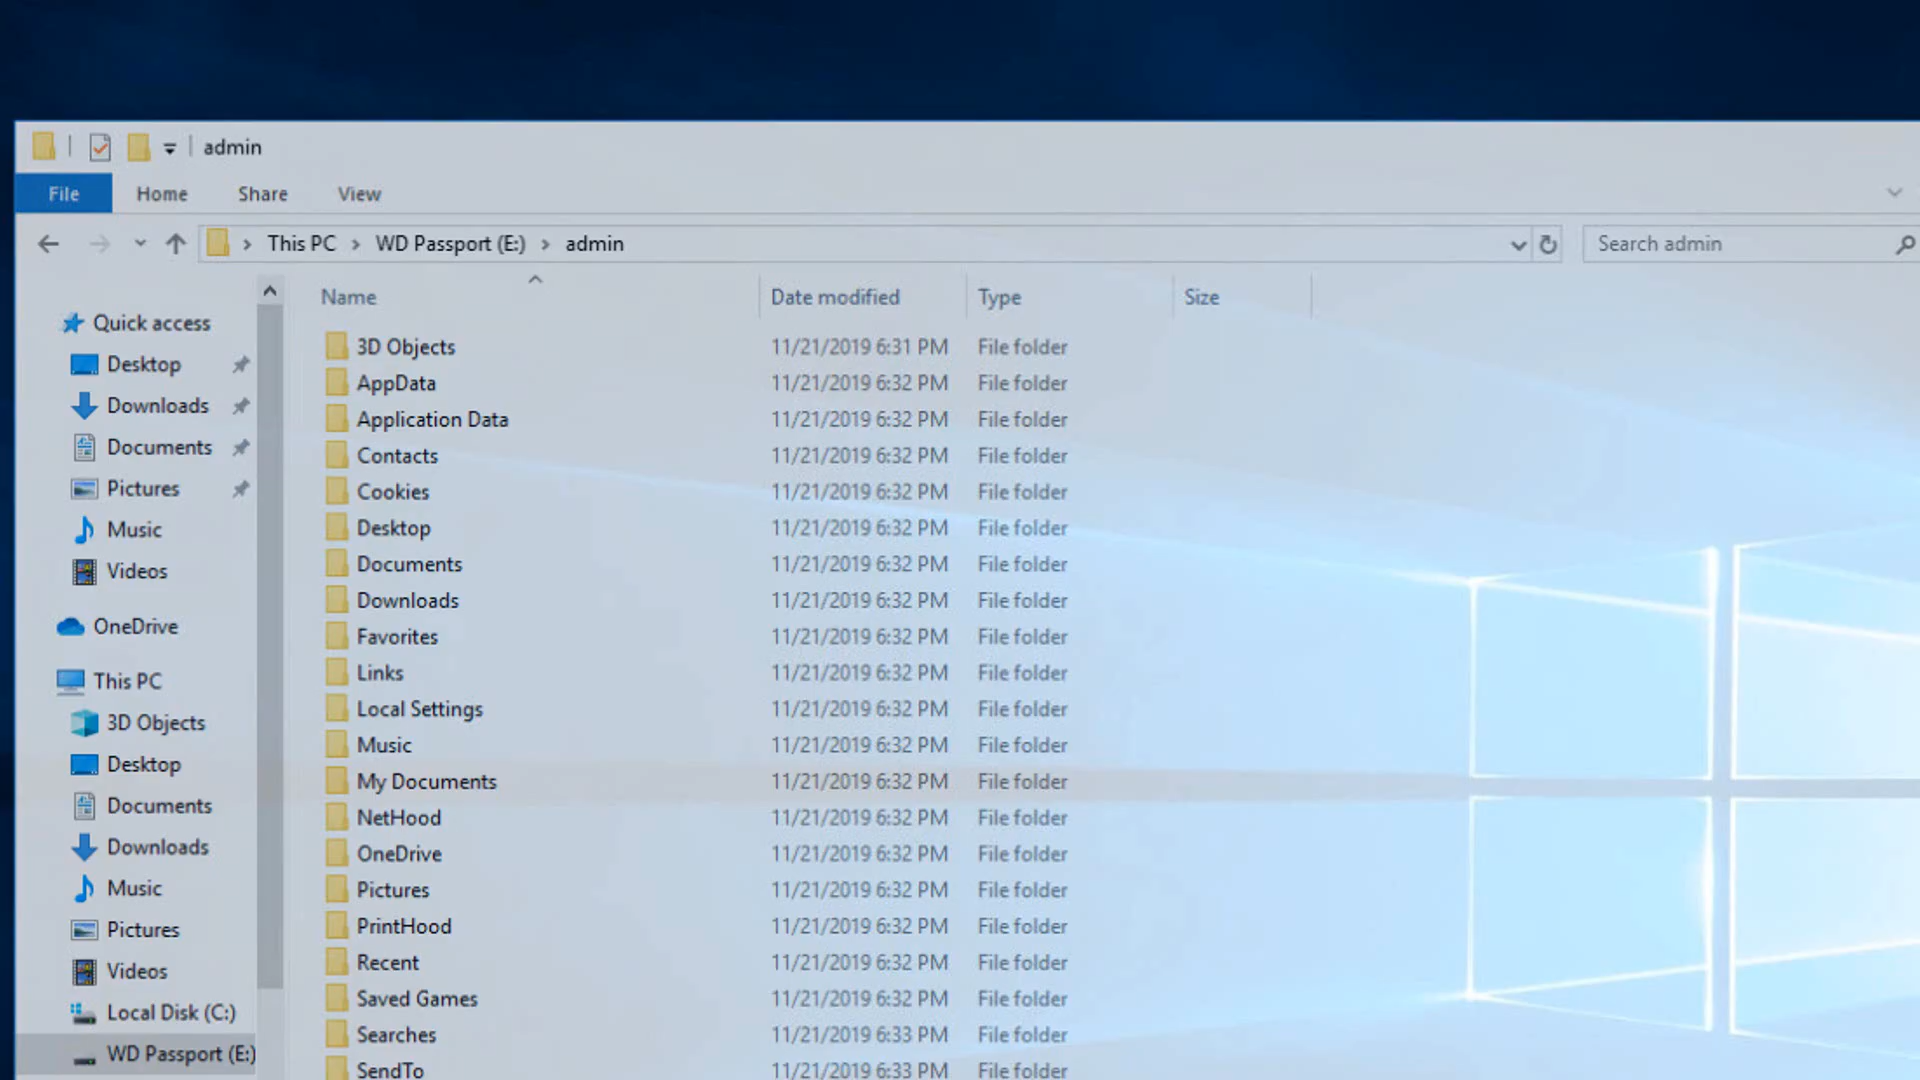 admin
File Home Share View
This PC WD Passport (E:) admin Search admin
Name Date modified Type Size
Quick access
Desktop
Downloads
Documents
Pictures
Music
Videos
OneDrive
This PC
3D Objects
Desktop
Documents
Downloads
Music
Pictures
Videos
Local Disk (C:)
WD Passport (E:)
3D Objects 11/21/2019 6:31 PM File folder
AppData 11/21/2019 6:32 PM File folder
Application Data 11/21/2019 6:32 PM File folder
Contacts 11/21/2019 6:32 PM File folder
Cookies 11/21/2019 6:32 PM File folder
Desktop 11/21/2019 6:32 PM File folder
Documents 11/21/2019 6:32 PM File folder
Downloads 11/21/2019 6:32 PM File folder
Favorites 11/21/2019 6:32 PM File folder
Links 11/21/2019 6:32 PM File folder
Local Settings 11/21/2019 6:32 PM File folder
Music 11/21/2019 6:32 PM File folder
My Documents 11/21/2019 6:32 PM File folder
NetHood 11/21/2019 6:32 PM File folder
OneDrive 11/21/2019 6:32 PM File folder
Pictures 11/21/2019 6:32 PM File folder
PrintHood 11/21/2019 6:32 PM File folder
Recent 11/21/2019 6:32 PM File folder
Saved Games 11/21/2019 6:32 PM File folder
Searches 11/21/2019 6:33 PM File folder
SendTo 11/21/2019 6:33 PM File folder